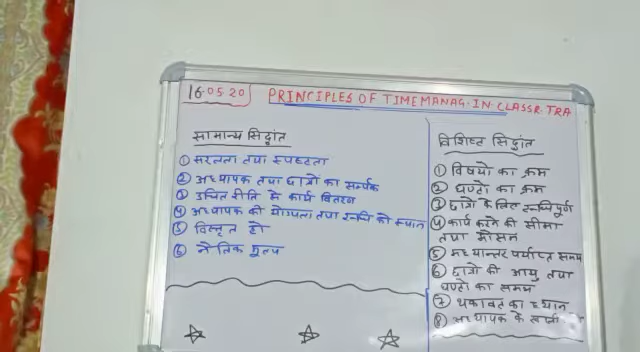 16.05.20
PRINCIPLES OF TIME MANAG. IN CLASSR. TRA
सामान्य सिद्वांत
① सरलता तथा स्पष्टता
② अध्यापक तथा छात्रों का सम्पर्क
③ उचित रीति से कार्य वितरण
④ अध्यापक की योग्यता तथा रूचि को स्थान
⑤ विस्तृत हो
⑥ नैतिक मूल्य
विशिष्ट सिद्वांत
① विषयों का क्रम
② घण्टों का क्रम
③ छात्रों के लिए रूचिपूर्ण
④ कार्य करने की सीमा
तथा मौसम
⑤ मध्यान्तर पर्याप्त समय
⑥ छात्रों की आयु तथा
घण्टों का समय
⑦ थकावट का ध्यान
⑧ अध्यापक के